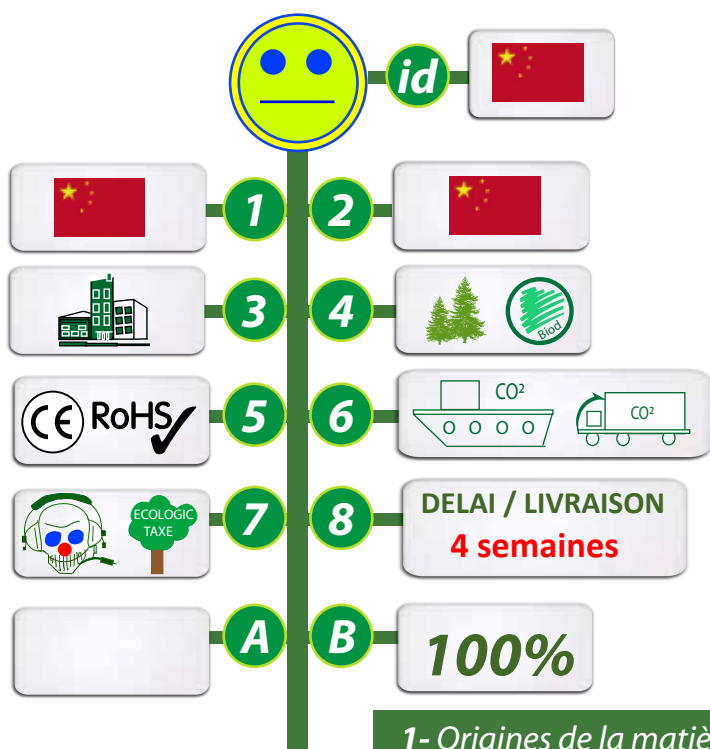 id
1
2
3
4
Biod
5
CE RoHS
6
CO²
CO²
7
ECOLOGIC
TAXE
8
DELAI / LIVRAISON
4 semaines
A
B
100%
1- Origines de la matiè